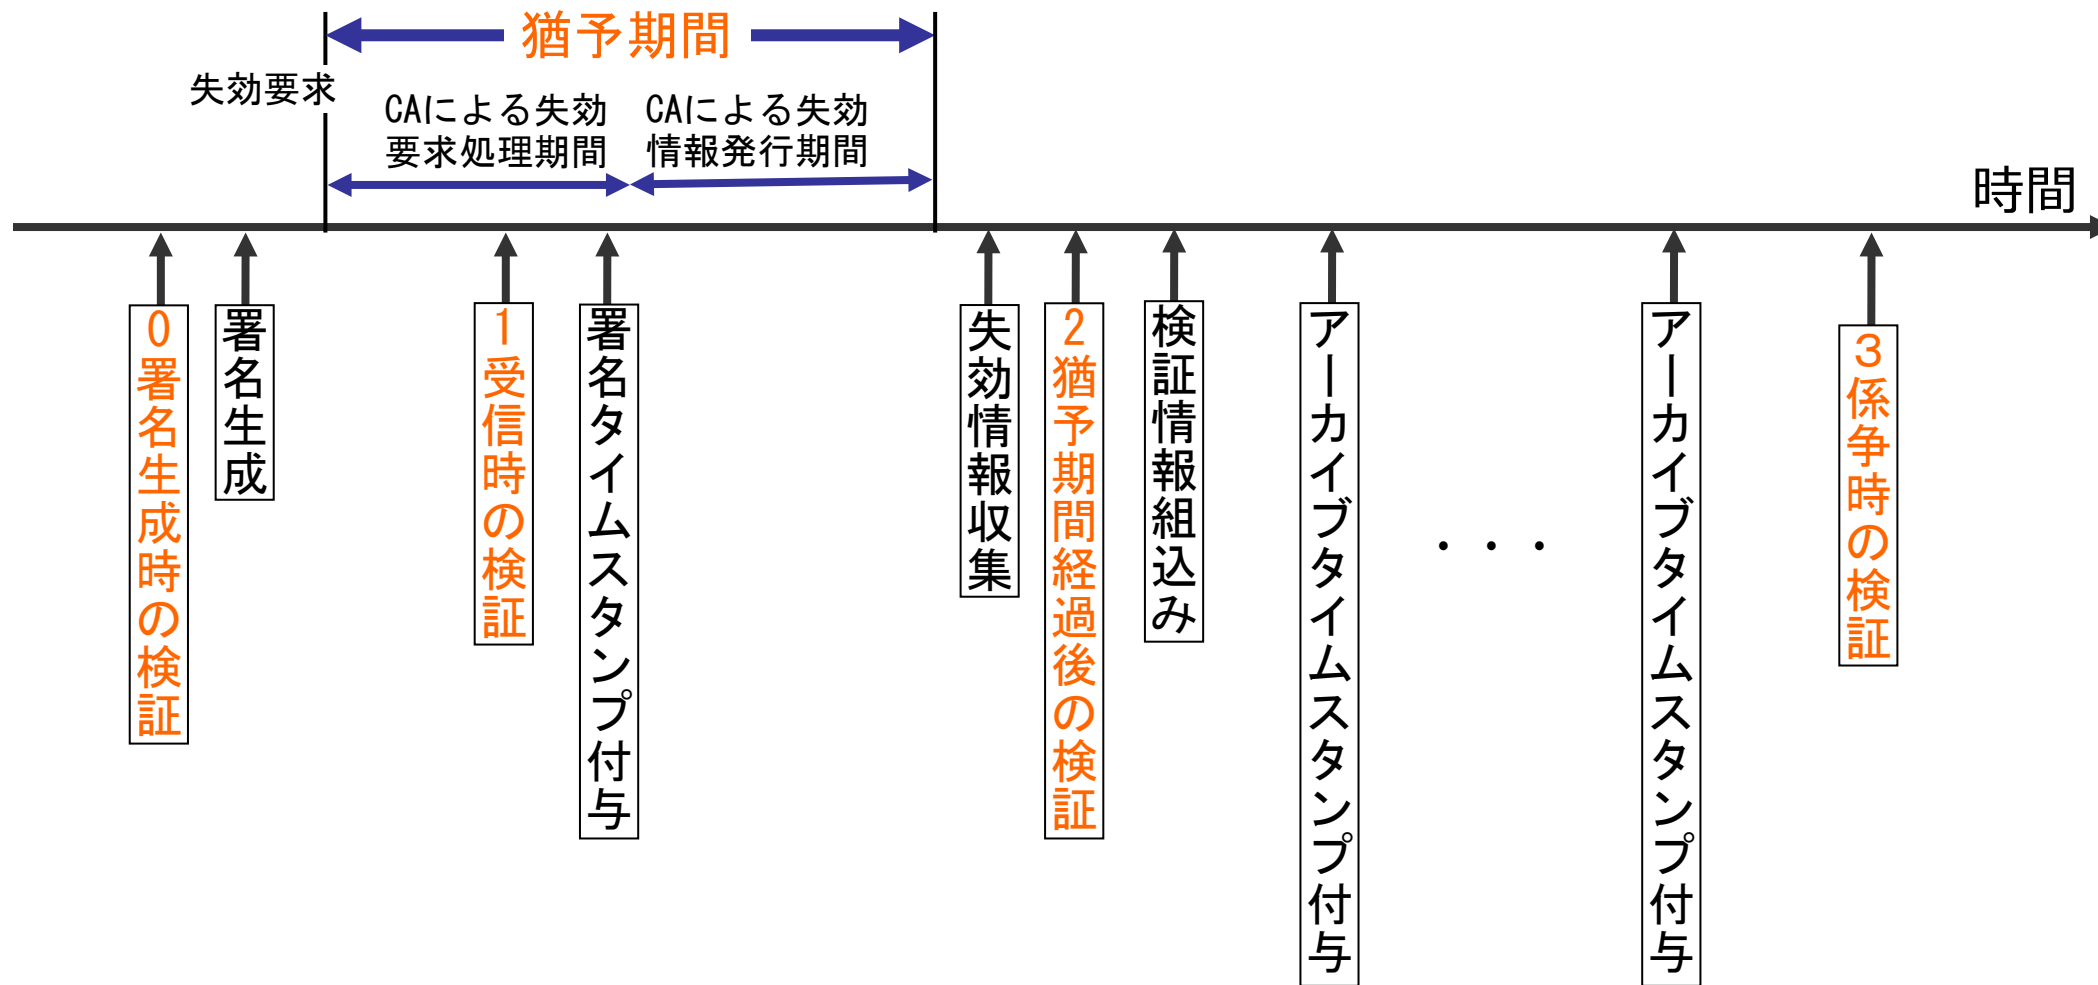 猶予期間
失効要求
CAによる失効
要求処理期間
CAによる失効
情報発行期間
時間
0署名生成時の検証
署名生成
1受信時の検証
署名タイムスタンプ付与
失効情報収集
2猶予期間経過後の検証
検証情報組込み
アーカイブタイムスタンプ付与
・・・
アーカイブタイムスタンプ付与
３係争時の検証